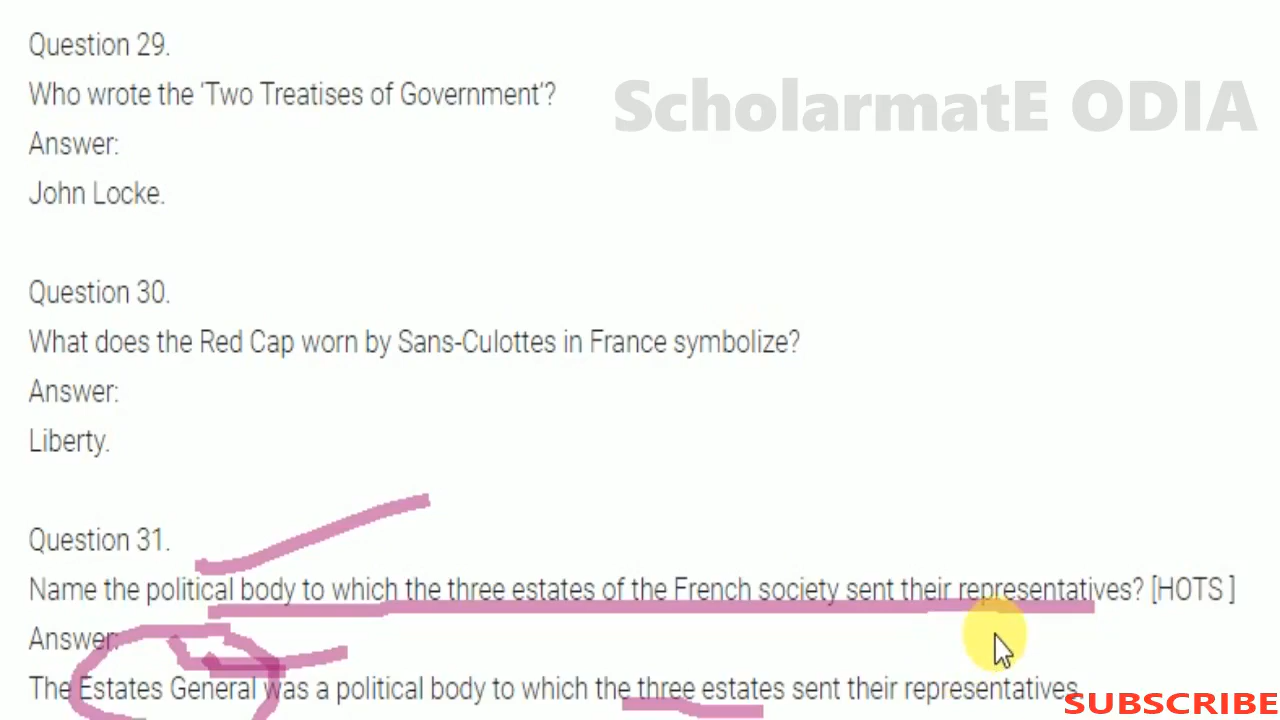 Question 29.
ScholarmatE ODIA
Who wrote the 'Two Treatises of Government'?
Answer:
John Locke.
Question 30.
What does the Red Cap worn by Sans-Culottes in France symbolize?
Answer:
Liberty.
Question 31.
Name the political body to which the three estates of the French society sent their representatives? [HOTS ]
Answer:
The Estates General was a political body to which the three estates sent their representatives.
SUBSCRIBE